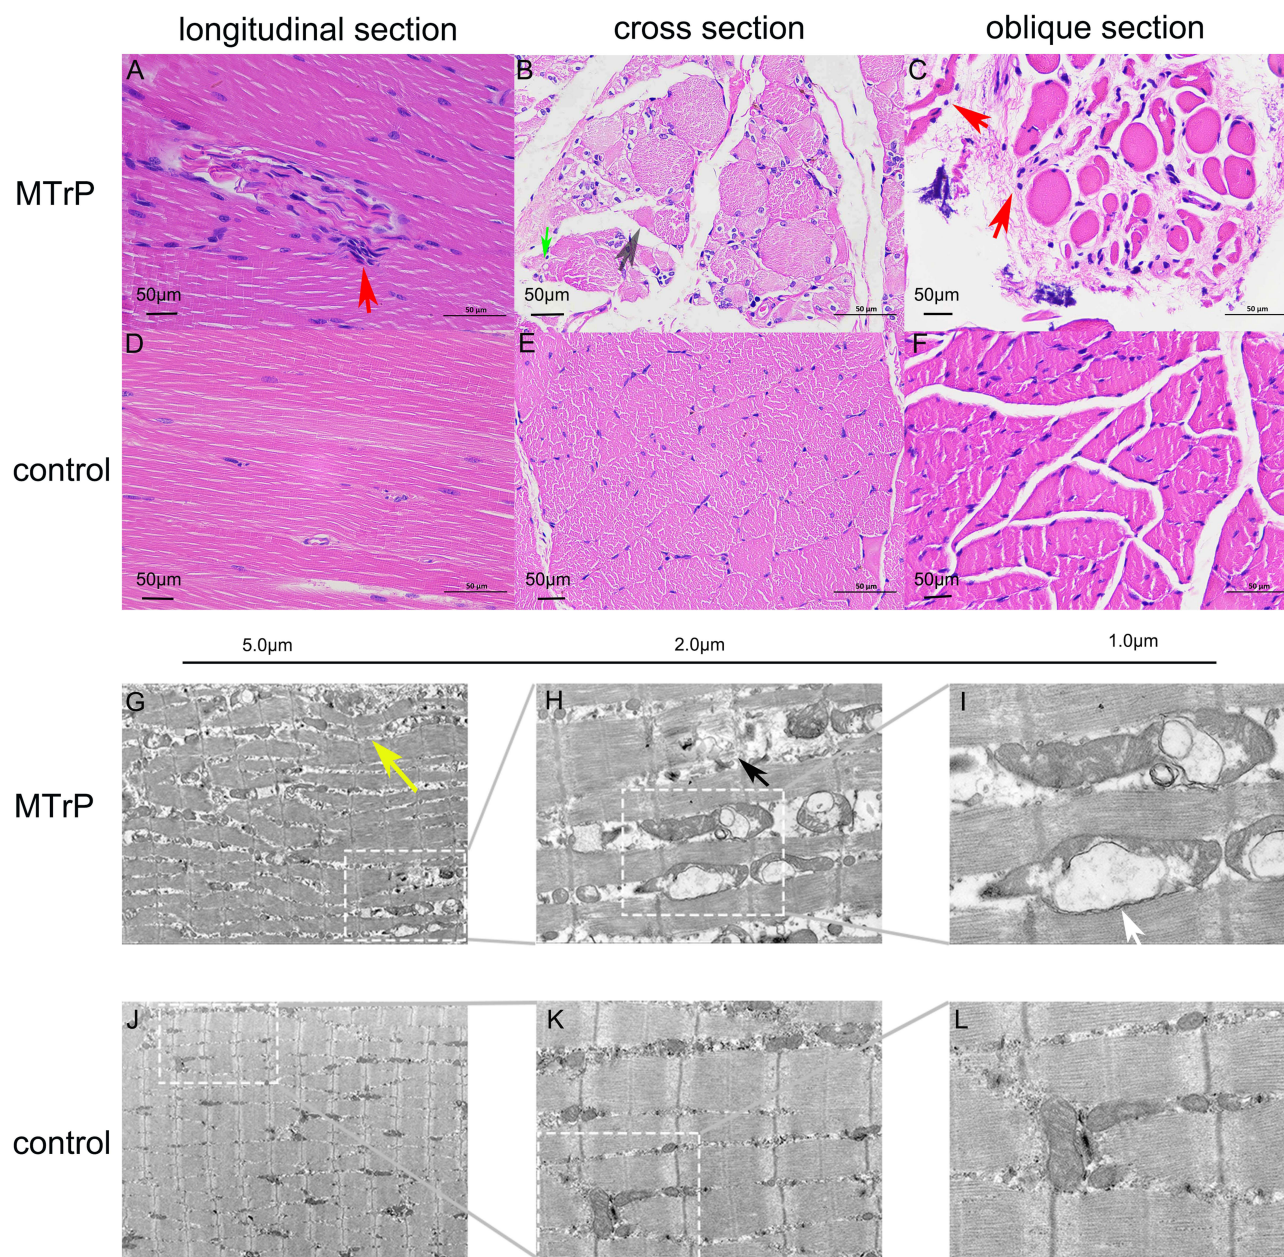 longitudinal section cross section oblique section
A B C
MTrP
50μm 50 μm 50μm 50 μm 50μm 50 μm
D E F
control
50μm 50 μm 50μm 50 μm 50μm 50 μm
5.0μm 2.0μm 1.0μm
G H I
MTrP
J K L
control